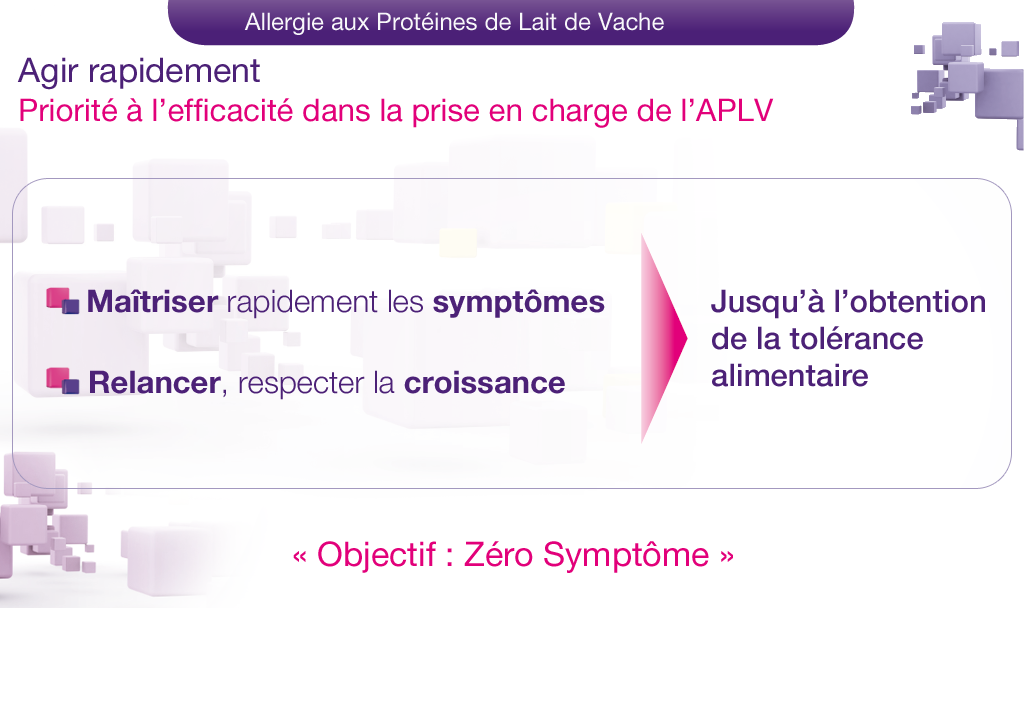 Allergie aux Protéines de Lait de Vache
Agir rapidement
Priorité à l’efficacité dans la prise en charge de l’APLV
Maîtriser rapidement les symptômes
Relancer, respecter la croissance
Jusqu’à l’obtention
de la tolérance
alimentaire
« Objectif : Zéro Symptôme »